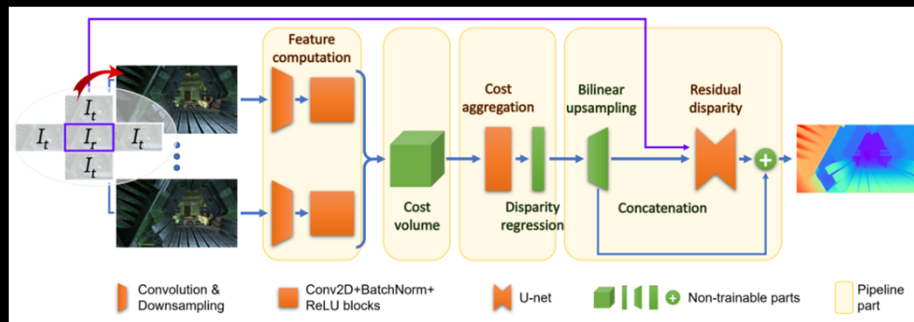 Feature
computation
Cost
aggregation
Bilinear
upsampling
Residual
disparity
I_t
I_t
I_r
I_t
I_t
Cost
volume
Disparity
regression
Concatenation
+
Convolution &
Downsampling
Conv2D+BatchNorm+
ReLU blocks
U-net
+
Non-trainable parts
Pipeline
part